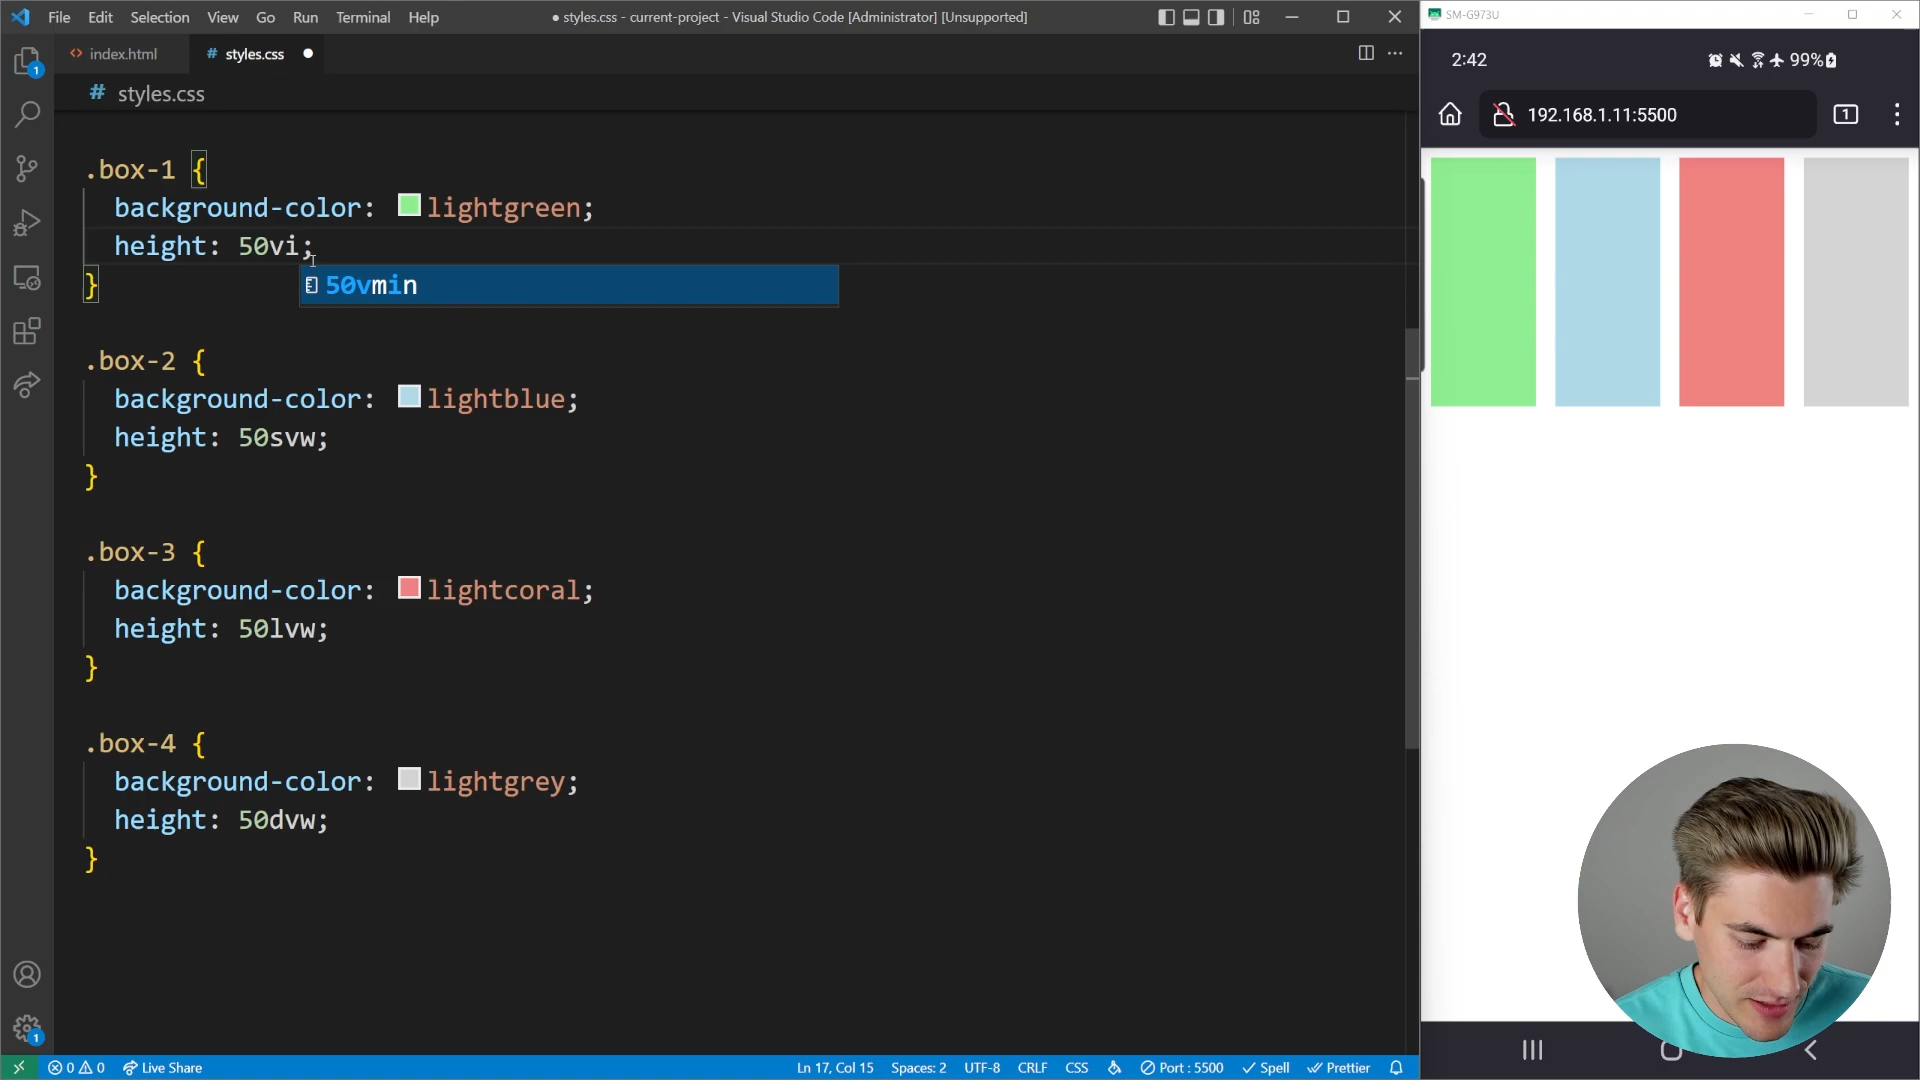 File Edit Selection View Go Run Terminal Help
● styles.css - current-project - Visual Studio Code [Administrator] [Unsupported]
SM-G973U
index.html
# styles.css
# styles.css
2:42
99%
192.168.1.11:5500
1
1
.box-1 {
background-color: lightgreen;
height: 50vi;
50vmin
}
.box-2 {
background-color: lightblue;
height: 50svw;
}
.box-3 {
background-color: lightcoral;
height: 50lvw;
}
.box-4 {
background-color: lightgrey;
height: 50dvw;
}
1
0 0 Live Share
Ln 17, Col 15 Spaces: 2 UTF-8 CRLF CSS Port : 5500 Spell Prettier